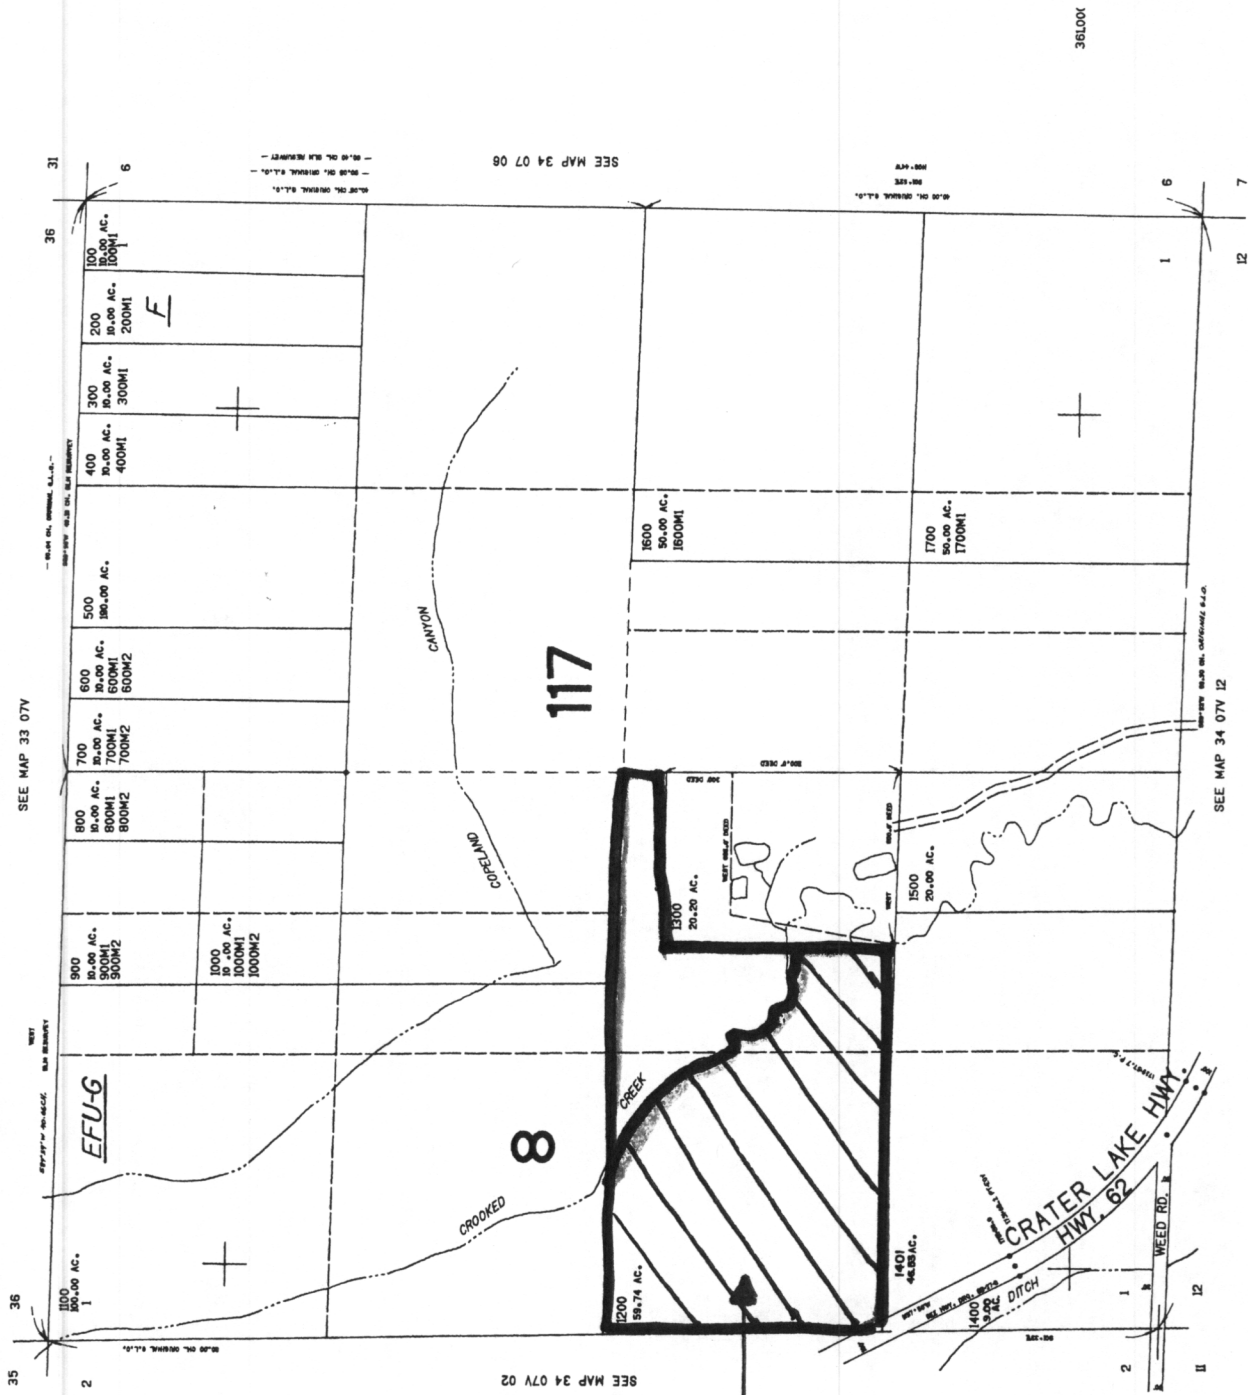 361.00(
31
6
36
SEE MAP 34 07 06
6
7
1
12
100
10.00 AC.
100M1
1
200
10.00 AC.
200M1
F
300
10.00 AC.
300M1
400
10.00 AC.
400M1
500
190.00 AC.
600
10.00 AC.
600M1
600M2
700
10.00 AC.
700M1
700M2
800
10.00 AC.
800M1
800M2
900
10.00 AC.
900M1
900M2
1000
10.00 AC.
1000M1
1000M2
SEE MAP 33 07V
CANYON
COPELAND
117
1600
50.00 AC.
1600M1
1700
50.00 AC.
1700M1
SEE MAP 34 07V 12
1300
20.20 AC.
1500
20.00 AC.
WEST
EFU-G
8
CREEK
CROOKED
1100
100.00 AC.
1
1200
59.74 AC.
1401
CRATER LAKE HWY.
HWY. 62
WEED RD.
DITCH
1400
9.00
AC.
36
35
2
SEE MAP 34 07V 02
1
12
2
11